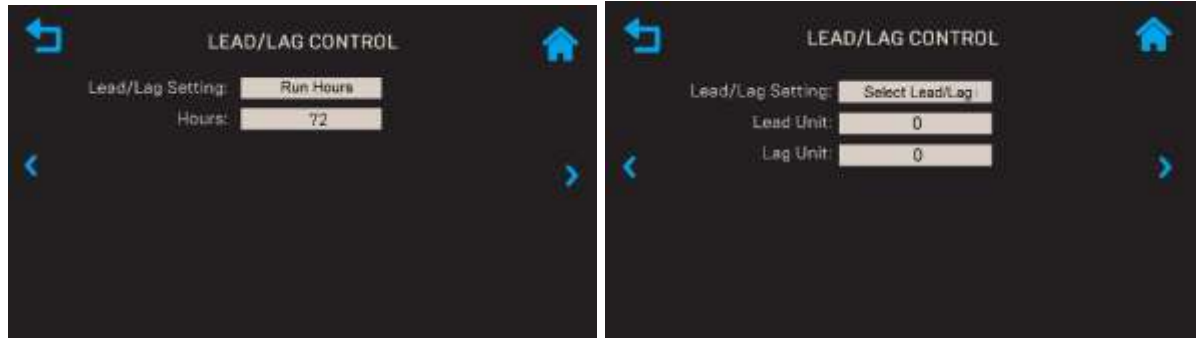 LEAD/LAG CONTROL
Lead/Lag Setting: Run Hours
Hours: 72
LEAD/LAG CONTROL
Lead/Lag Setting: Select Lead/Lag
Lead Unit: 0
Lag Unit: 0